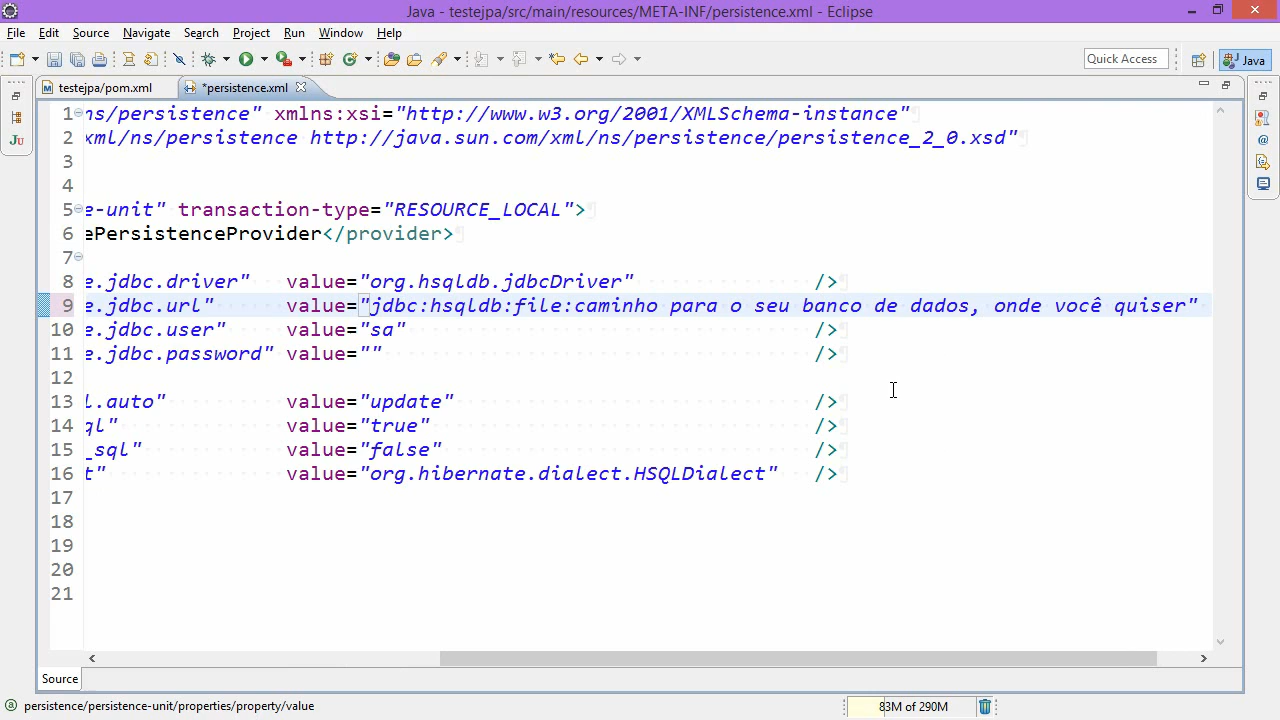 Java - testejpa/src/main/resources/META-INF/persistence.xml - Eclipse
File Edit Source Navigate Search Project Run Window Help
Quick Access Java
testejpa/pom.xml *persistence.xml
1 ns/persistence" xmlns:xsi="http://www.w3.org/2001/XMLSchema-instance"
2 xml/ns/persistence http://java.sun.com/xml/ns/persistence/persistence_2_0.xsd"
3
4
5 e-unit" transaction-type="RESOURCE_LOCAL">
6 ePersistenceProvider</provider>
7
8 e.jdbc.driver" value="org.hsqldb.jdbcDriver" />
9 e.jdbc.url" value="jdbc:hsqldb:file:caminho para o seu banco de dados, onde você quiser"
10 e.jdbc.user" value="sa" />
11 e.jdbc.password" value="" />
12
13 l.auto" value="update" />
14 ql" value="true" />
15 _sql" value="false" />
16 t" value="org.hibernate.dialect.HSQLDialect" />
17
18
19
20
21
Source
persistence/persistence-unit/properties/property/value 83M of 290M